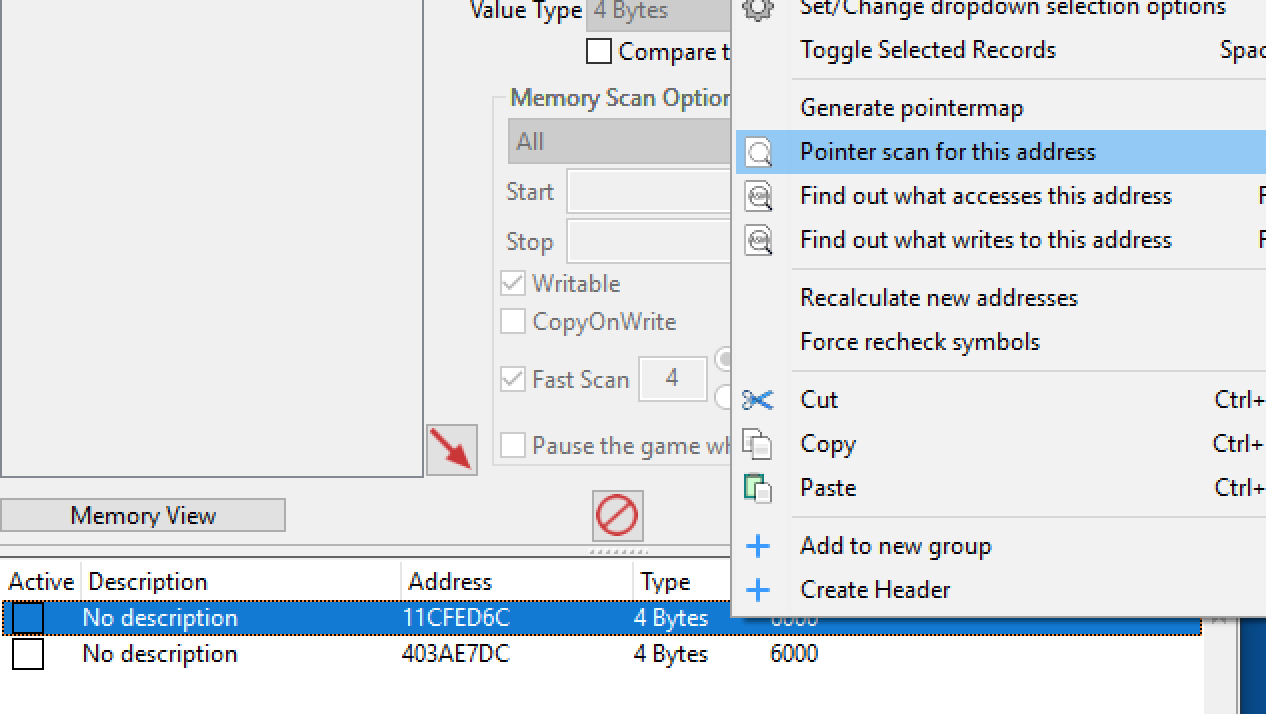 Value Type 4 Bytes
Compare t
Memory Scan Option
All
Start
Stop
Writable
CopyOnWrite
Fast Scan 4
Pause the game wh
Memory View
Set/Change dropdown selection options
Toggle Selected Records Spac
Generate pointermap
Pointer scan for this address
Find out what accesses this address F
Find out what writes to this address F
Recalculate new addresses
Force recheck symbols
Cut Ctrl+
Copy Ctrl+
Paste Ctrl+
Add to new group
Create Header
Active Description Address Type
No description 11CFED6C 4 Bytes 6000
No description 403AE7DC 4 Bytes 6000